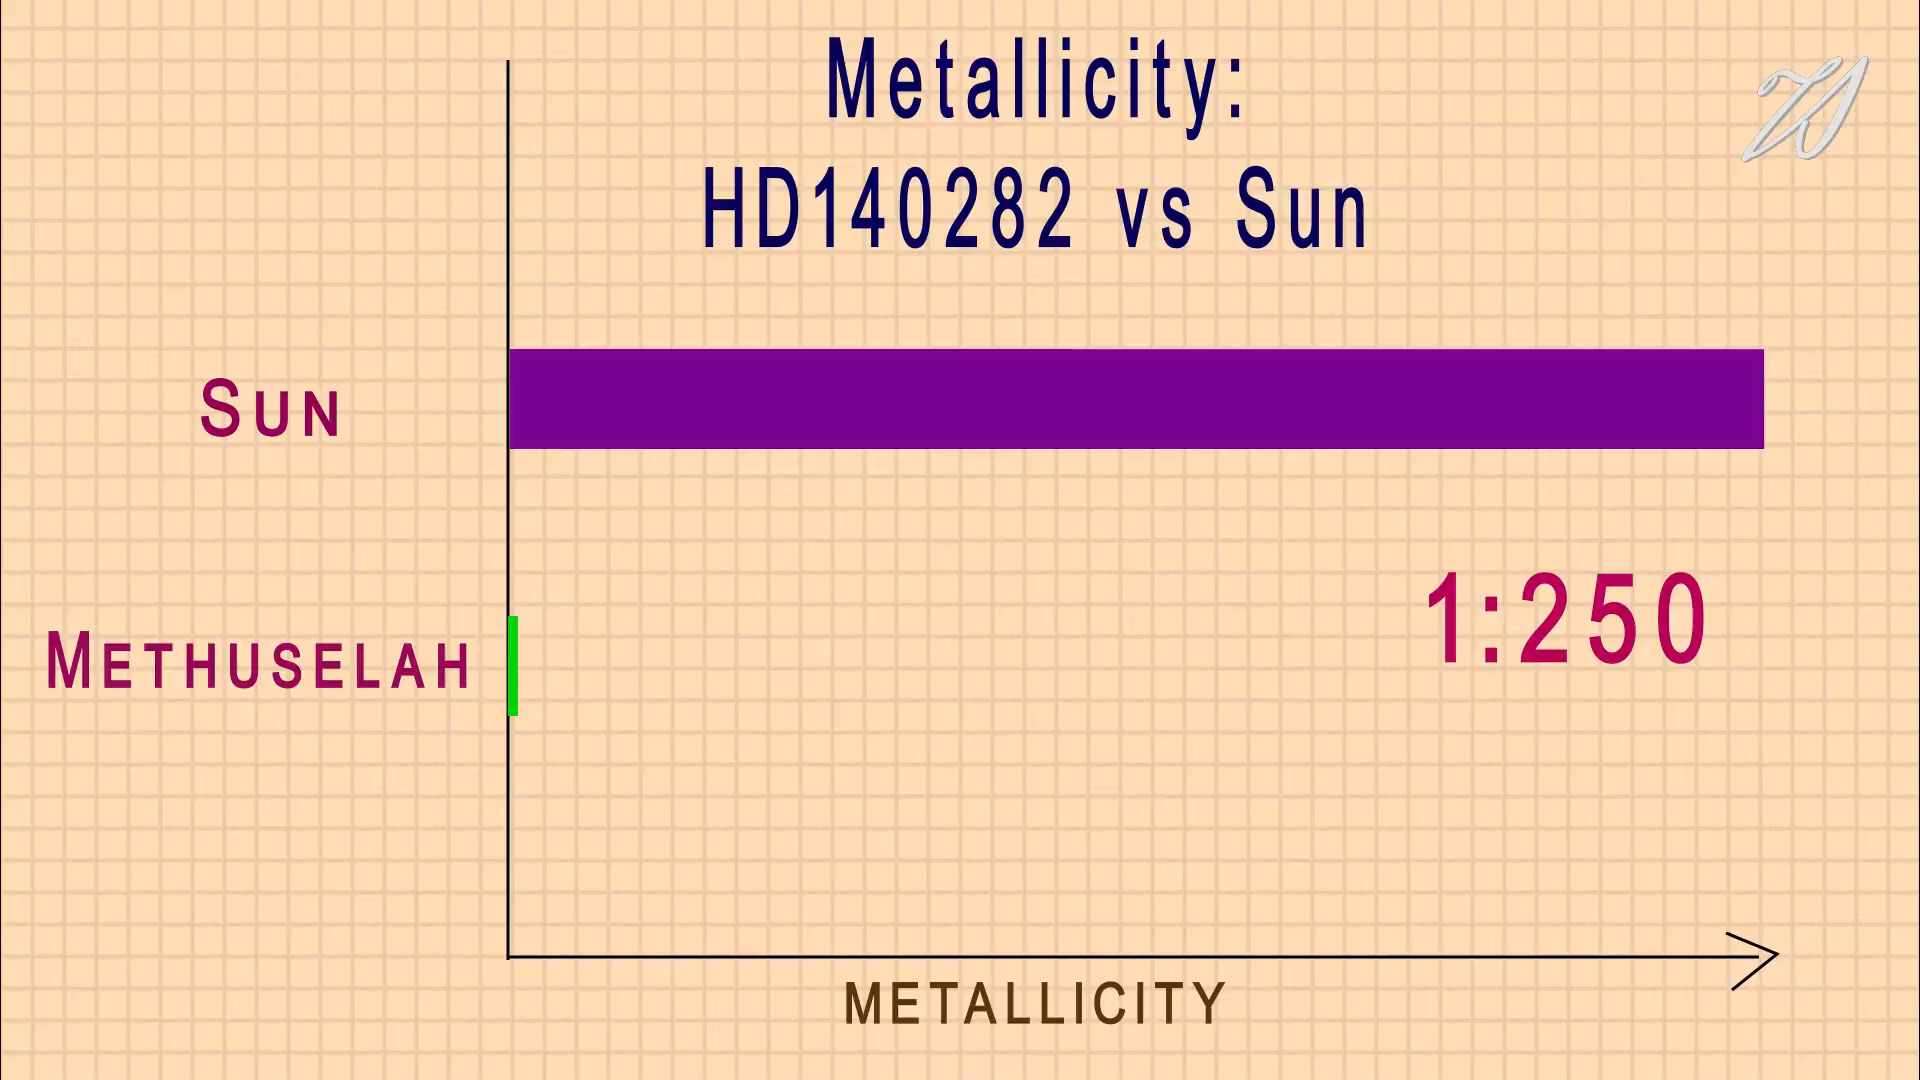 Metallicity:
HD140282 vs Sun
Sun
Methuselah
1:250
METALLICITY